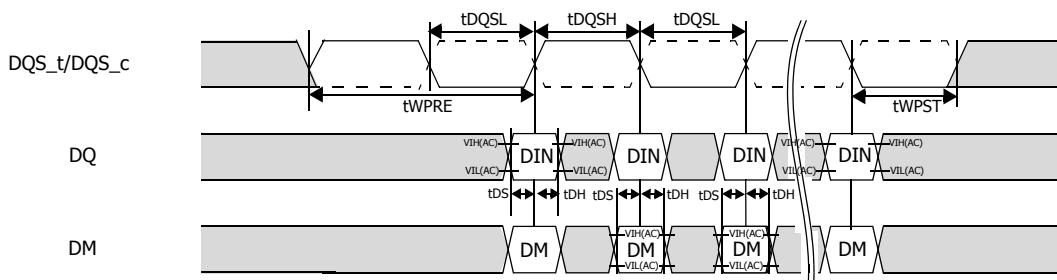 tDQSL tDQSH tDQSL
DQS_t/DQS_c
tWPRE tWPST
VIH(AC) VIH(AC) VIH(AC) VIH(AC)
DQ DIN DIN DIN DIN
VIL(AC) VIL(AC) VIL(AC) VIL(AC)
tDS tDH tDS tDH tDS tDH
VIH(AC) VIH(AC)
DM DM DM DM DM
VIL(AC) VIL(AC)